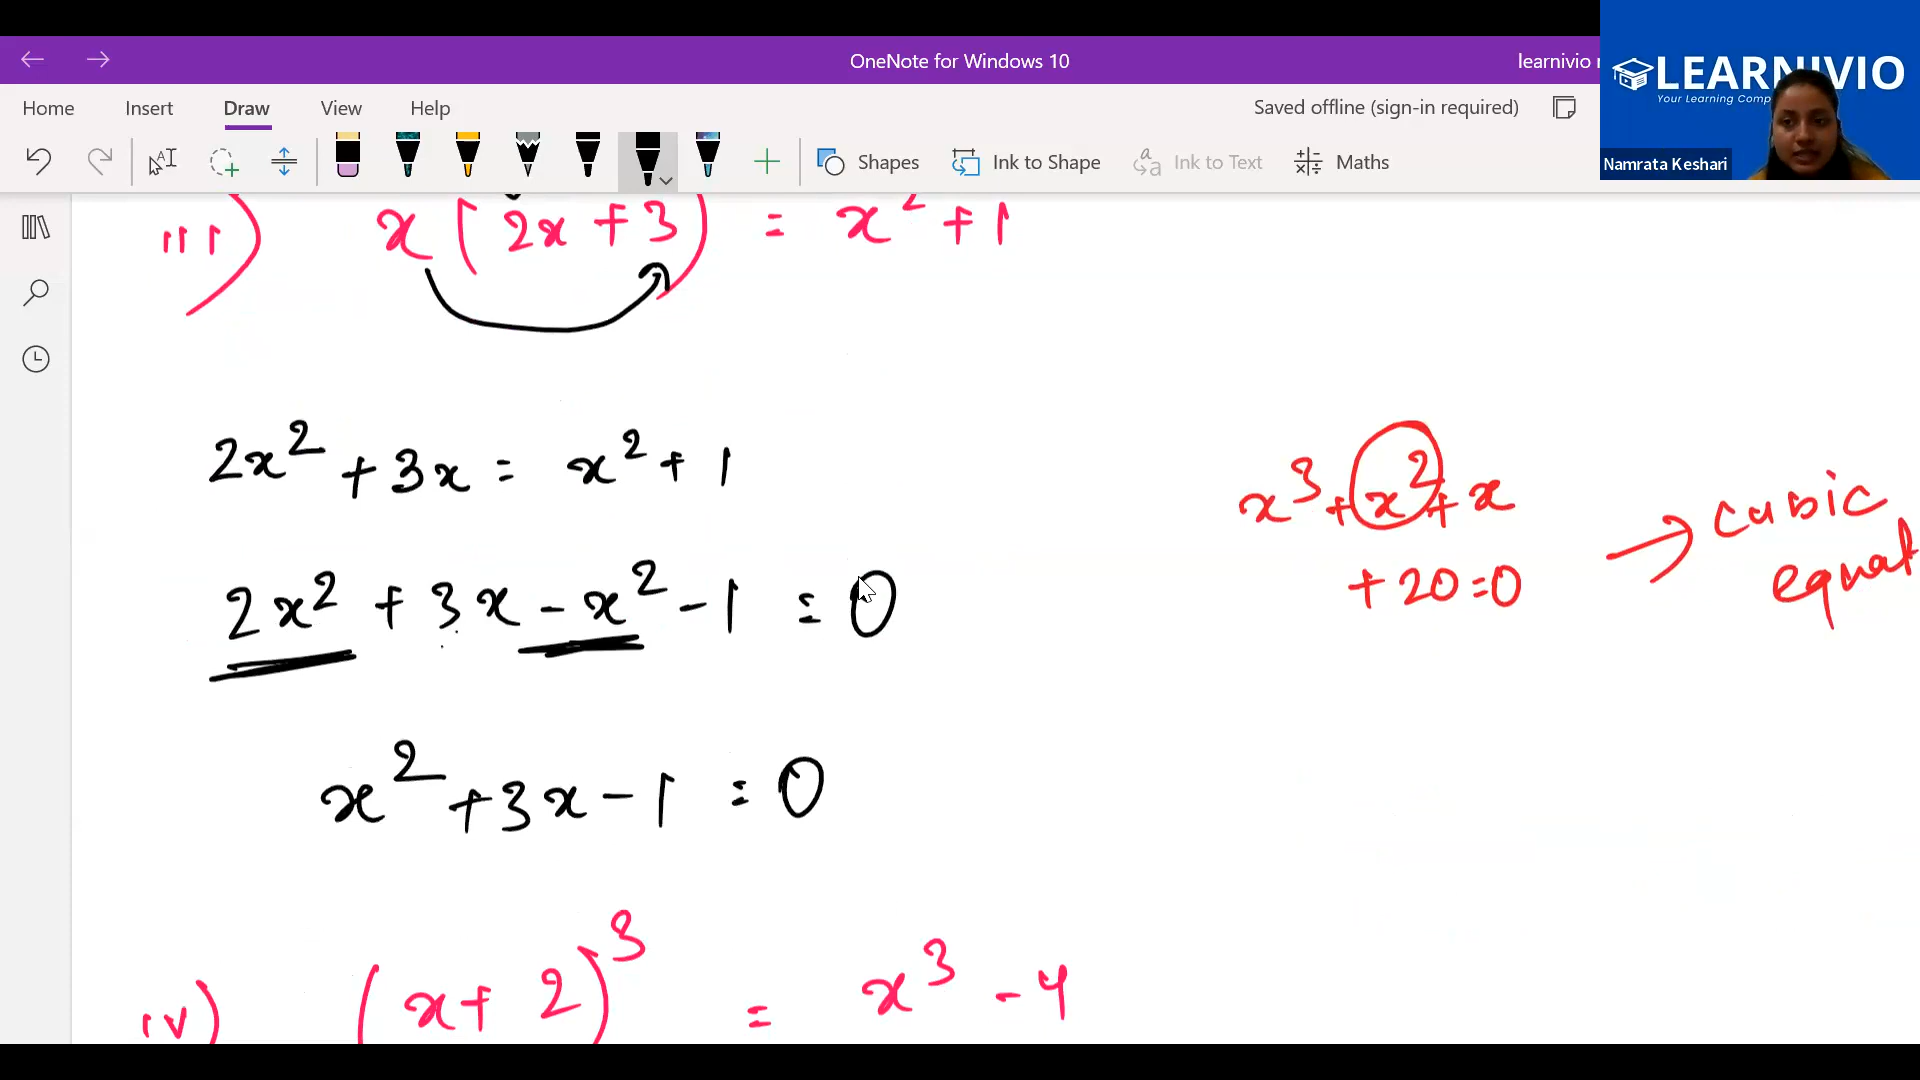 OneNote for Windows 10
learnivio
LEARNIVIO
Your Learning Comp
Namrata Keshari
Home Insert Draw View Help
Saved offline (sign-in required)
Shapes Ink to Shape Ink to Text Maths
iii) x(2x+3) = x²+1
2x²+3x = x²+1
2x²+3x-x²-1 = 0
x²+3x-1 = 0
x³+x²+x
+20=0
→ cubic
equat
iv) (x+2)³ = x³-4